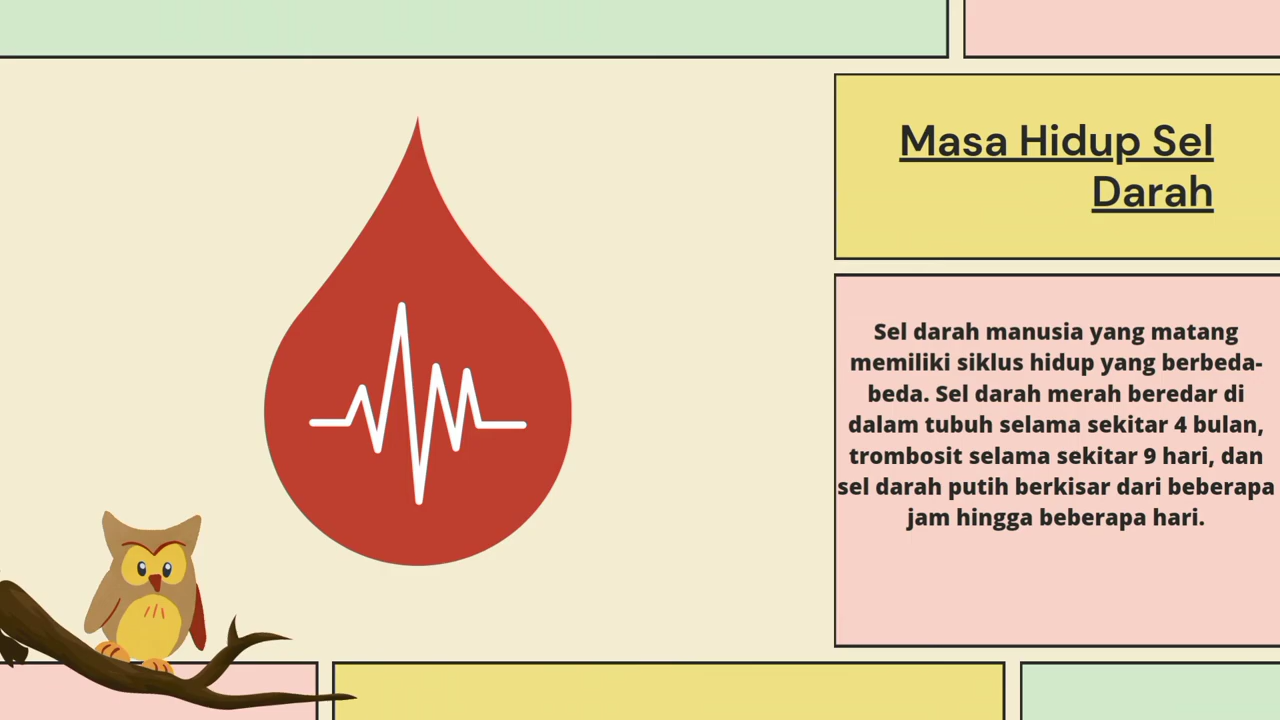 Masa Hidup Sel
Darah
Sel darah manusia yang matang
memiliki siklus hidup yang berbeda-
beda. Sel darah merah beredar di
dalam tubuh selama sekitar 4 bulan,
trombosit selama sekitar 9 hari, dan
sel darah putih berkisar dari beberapa
jam hingga beberapa hari.